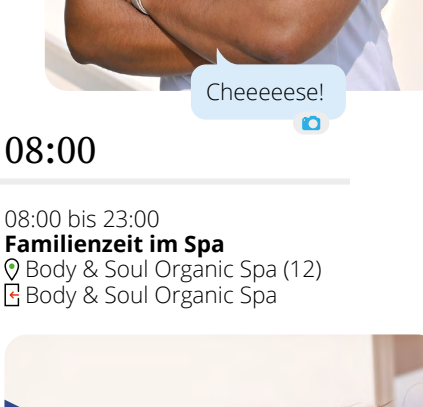 Cheeeeese!
08:00
08:00 bis 23:00
Familienzeit im Spa
Body & Soul Organic Spa (12)
Body & Soul Organic Spa